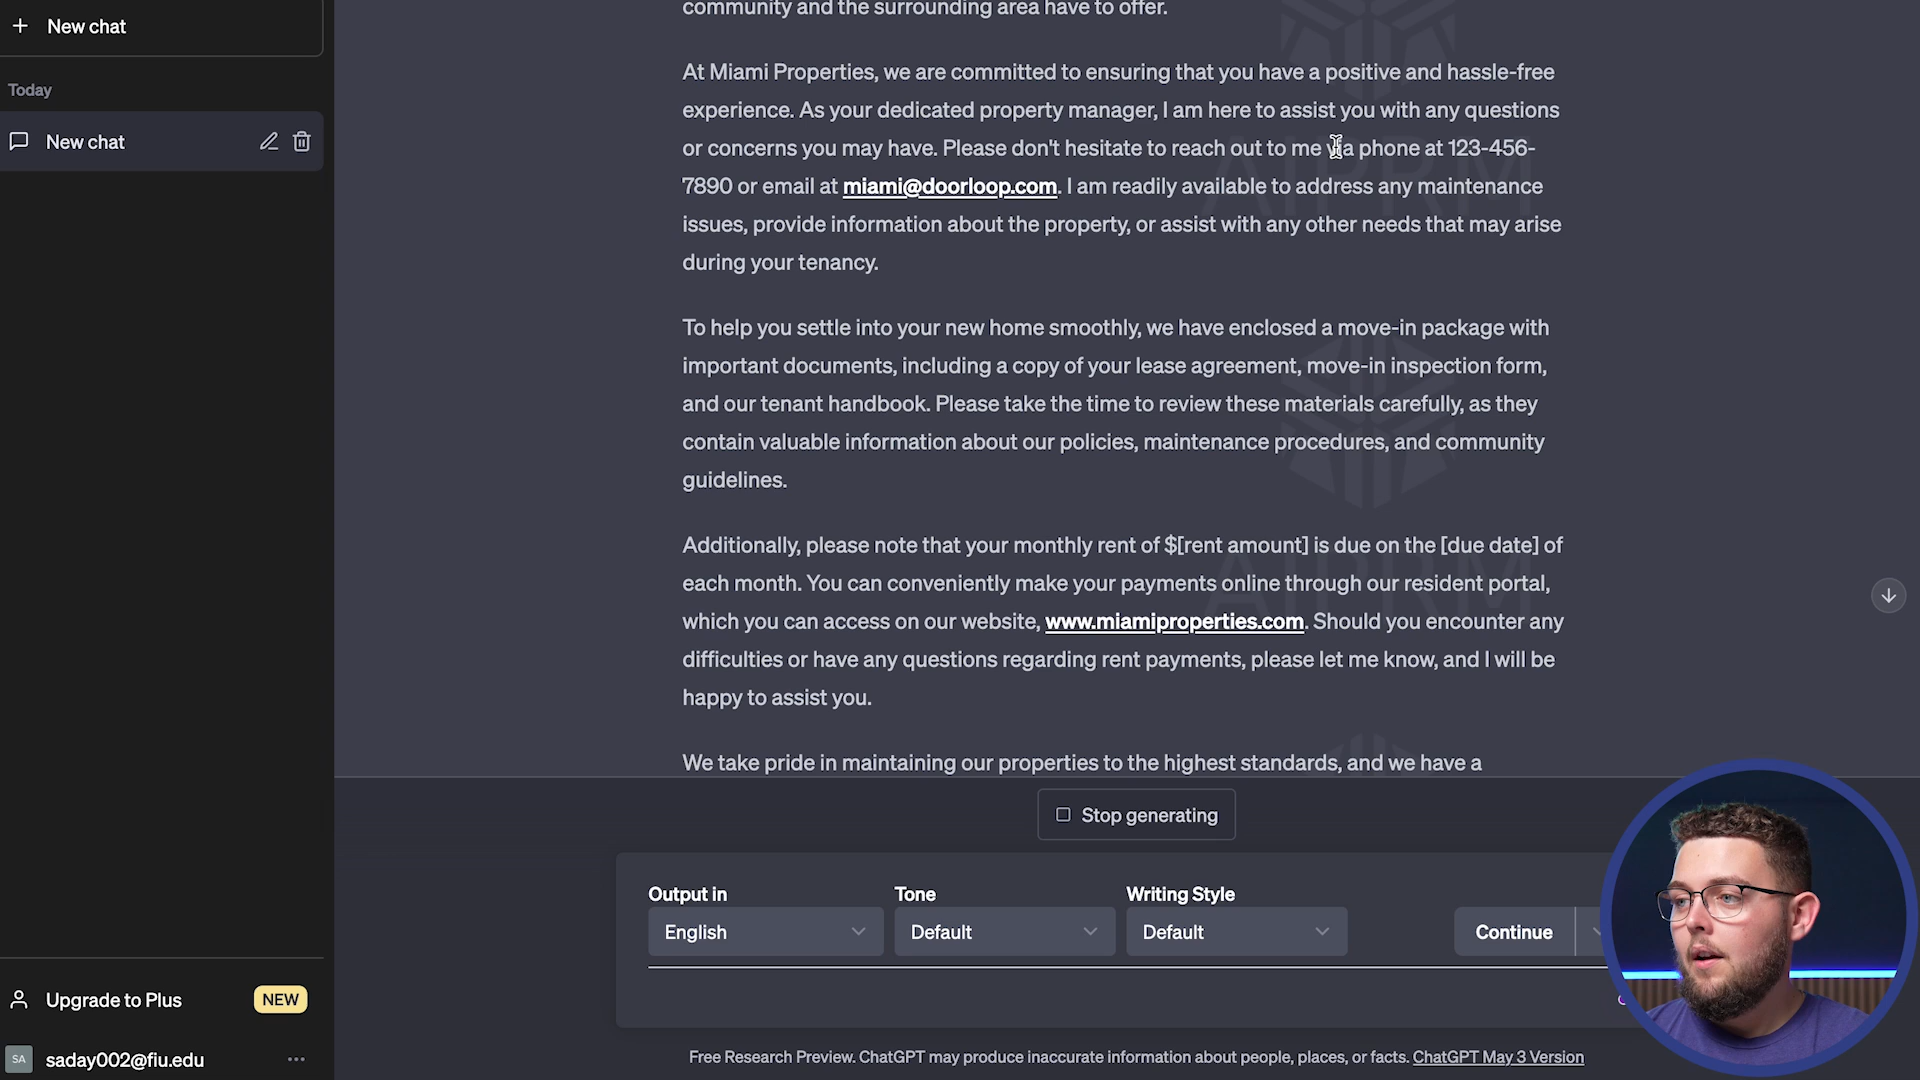 New chat
Today
New chat
Upgrade to Plus
NEW
SA
saday002@fiu.edu
community and the surrounding area have to offer.
At Miami Properties, we are committed to ensuring that you have a positive and hassle-free
experience. As your dedicated property manager, I am here to assist you with any questions
or concerns you may have. Please don't hesitate to reach out to me via phone at 123-456-
7890 or email at miami@doorloop.com. I am readily available to address any maintenance
issues, provide information about the property, or assist with any other needs that may arise
during your tenancy.
To help you settle into your new home smoothly, we have enclosed a move-in package with
important documents, including a copy of your lease agreement, move-in inspection form,
and our tenant handbook. Please take the time to review these materials carefully, as they
contain valuable information about our policies, maintenance procedures, and community
guidelines.
Additionally, please note that your monthly rent of $[rent amount] is due on the [due date] of
each month. You can conveniently make your payments online through our resident portal,
which you can access on our website, www.miamiproperties.com. Should you encounter any
difficulties or have any questions regarding rent payments, please let me know, and I will be
happy to assist you.
We take pride in maintaining our properties to the highest standards, and we have a
AIPRM
AIPRM
Stop generating
Output in
Tone
Writing Style
English
Default
Default
Continue
Free Research Preview. ChatGPT may produce inaccurate information about people, places, or facts. ChatGPT May 3 Version